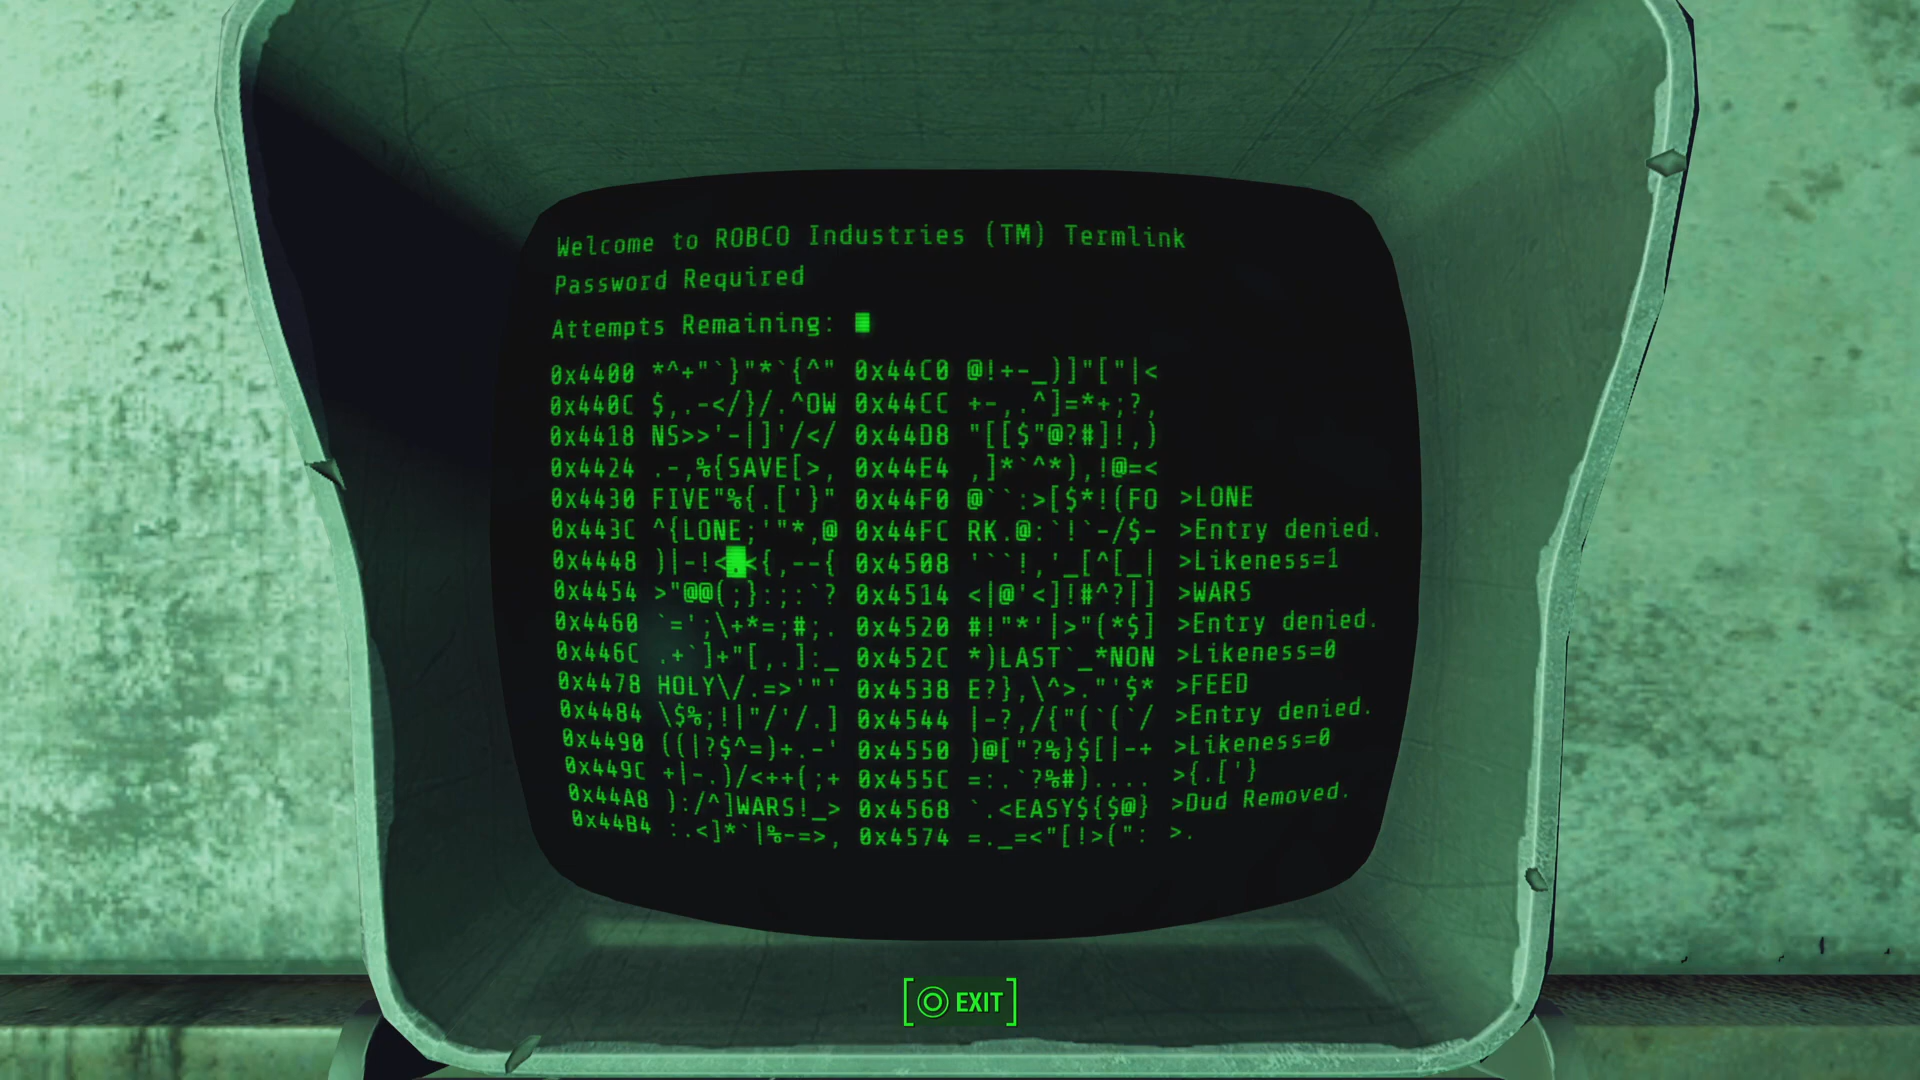 Welcome to ROBCO Industries (TM) Termlink
Password Required
Attempts Remaining: ■
0x4400 *^+"`}"*`{^" 0x44C0 @!+-_)]"["|<
0x440C $,.-</}/.^OW 0x44CC +-,.^]=*+;?,
0x4418 NS>>'-|]'/</ 0x44D8 "[[$"@?#]!,)
0x4424 .-,%{SAVE[>, 0x44E4 ,]*`^*),!@=<
0x4430 FIVE"%{.['}" 0x44F0 @``:>[$*!(FO >LONE
0x443C ^{LONE;'"*,@ 0x44FC RK.@:`!`-/$- >Entry denied.
0x4448 )|-!<.<{,--{ 0x4508 '``!,'_[^[_| >Likeness=1
0x4454 >"@@(;}:;:`? 0x4514 <|@'<]!#^?|] >WARS
0x4460 `=';\+*=;#;. 0x4520 #!"*'|>"(*$] >Entry denied.
0x446C .+`]+"[,.]:_ 0x452C *)LAST`_*NON >Likeness=0
0x4478 HOLY\/.=>'"' 0x4538 E?},\^>."'$* >FEED
0x4484 \$%;!|"/'/.] 0x4544 |-?,/{"(`(`/ >Entry denied.
0x4490 ((|?$^=)+.-' 0x4550 )@["?%}$[|-+ >Likeness=0
0x449C +|-.)/<++(;+ 0x455C =:.`?%#).... >{.['}
0x44A8 ):/^]WARS!_> 0x4568 `.<EASY${$@} >Dud Removed.
0x44B4 :.<]*`|%-=>, 0x4574 =._=<"[!>(": >.
EXIT